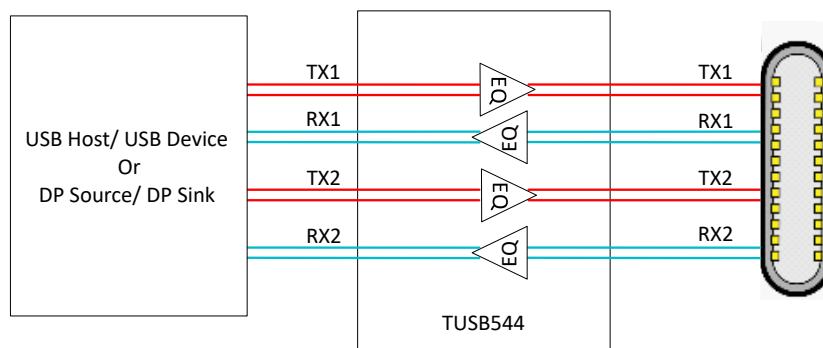 TX1
TX1
EQ
RX1
RX1
EQ
USB Host/ USB Device
Or
DP Source/ DP Sink
TX2
TX2
EQ
RX2
RX2
EQ
TUSB544